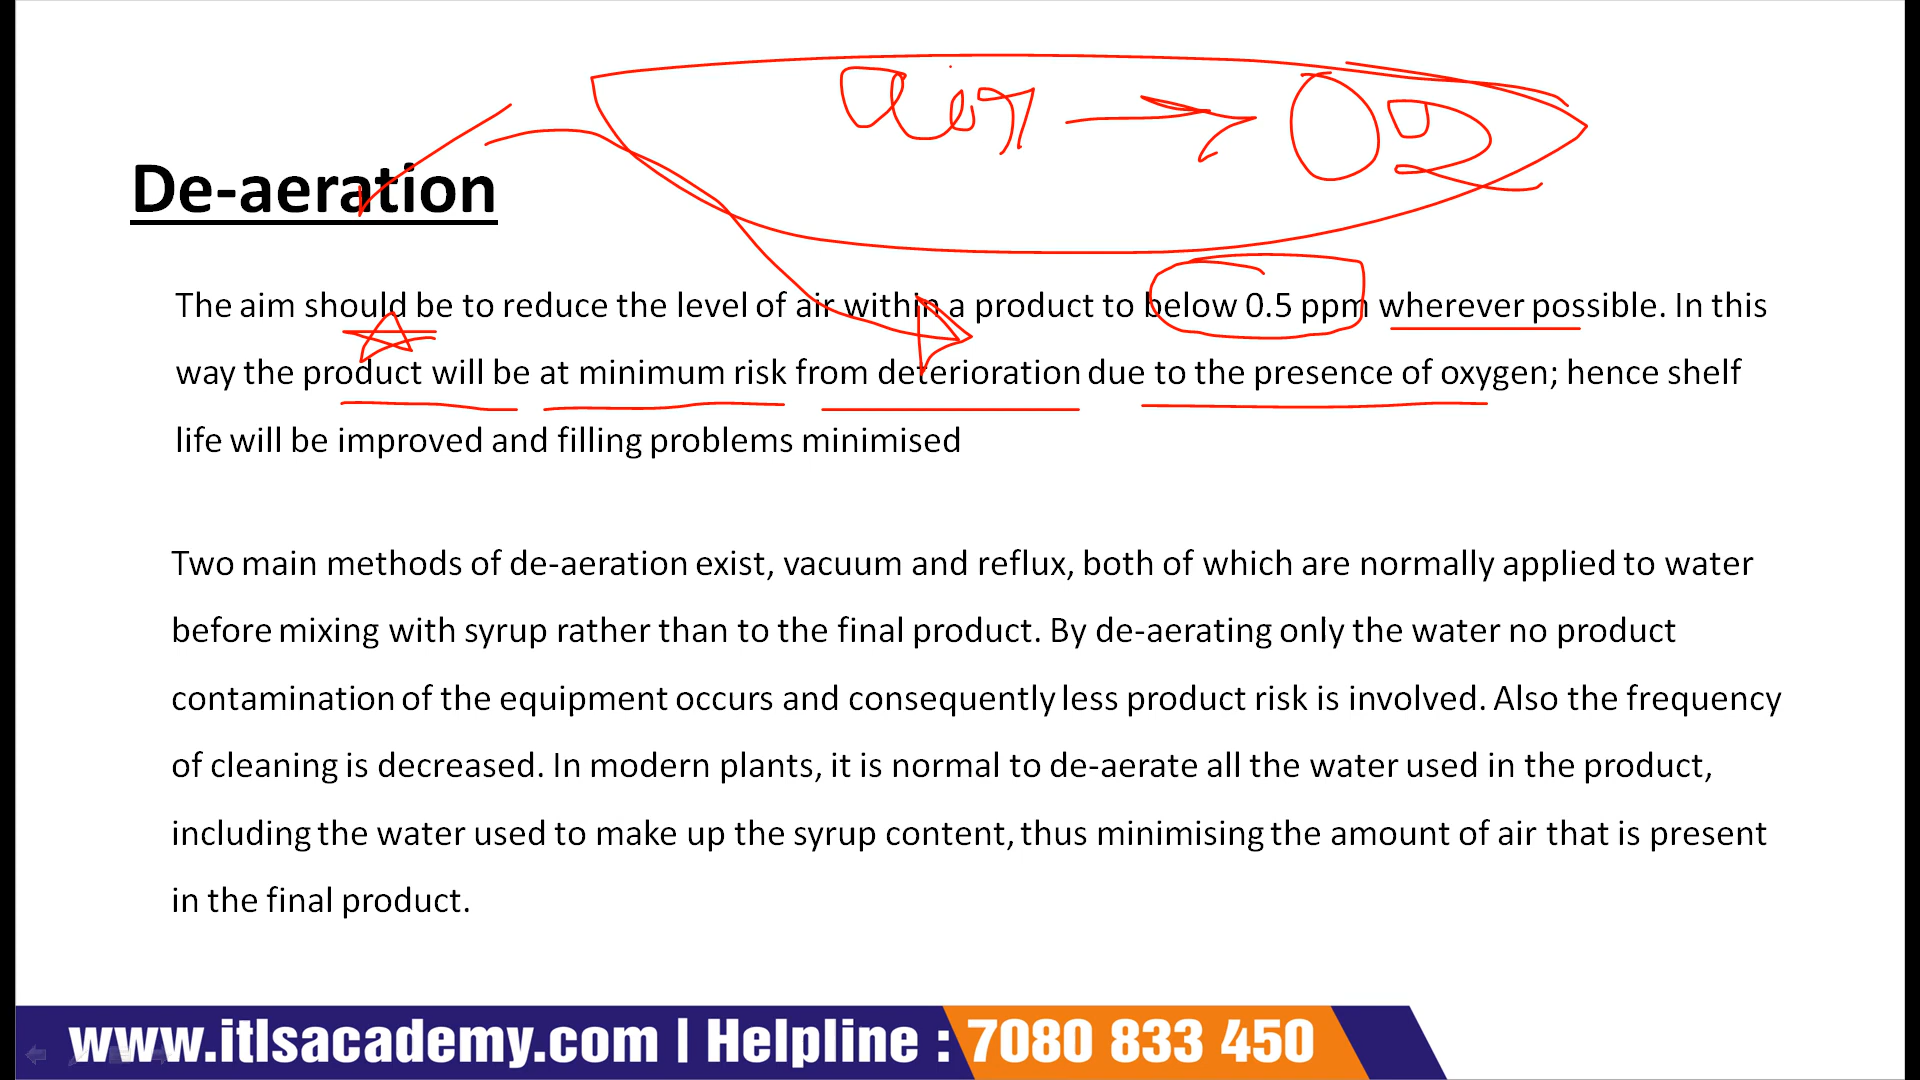 air → O2
De-aeration
The aim should be to reduce the level of air within a product to below 0.5 ppm wherever possible. In this
way the product will be at minimum risk from deterioration due to the presence of oxygen; hence shelf
life will be improved and filling problems minimised
Two main methods of de-aeration exist, vacuum and reflux, both of which are normally applied to water
before mixing with syrup rather than to the final product. By de-aerating only the water no product
contamination of the equipment occurs and consequently less product risk is involved. Also the frequency
of cleaning is decreased. In modern plants, it is normal to de-aerate all the water used in the product,
including the water used to make up the syrup content, thus minimising the amount of air that is present
in the final product.
www.itlsacademy.com | Helpline : 7080 833 450